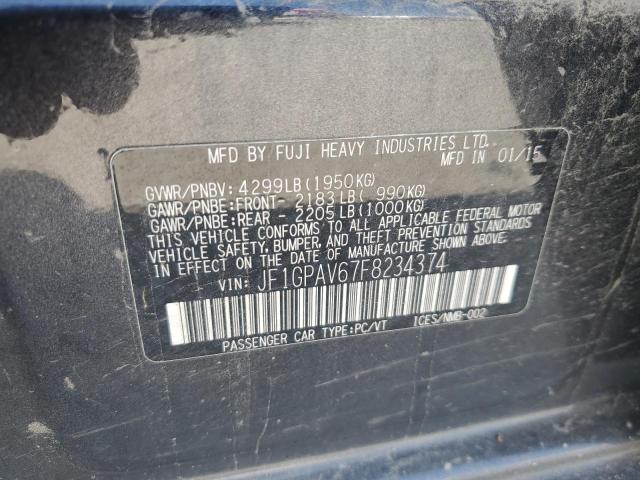 MFD BY FUJI HEAVY INDUSTRIES LTD.
MFD IN 01/15
GVWR/PNBV: 4299LB(1950KG)
GAWR/PNBE:FRONT- 2183LB( 990KG)
GAWR/PNBE:REAR - 2205LB(1000KG)
THIS VEHICLE CONFORMS TO ALL APPLICABLE FEDERAL MOTOR
VEHICLE SAFETY, BUMPER, AND THEFT PREVENTION STANDARDS
IN EFFECT ON THE DATE OF MANUFACTURE SHOWN ABOVE.
VIN: JF1GPAV67F8234374
PASSENGER CAR TYPE:PC/VT ICES/NMB-002